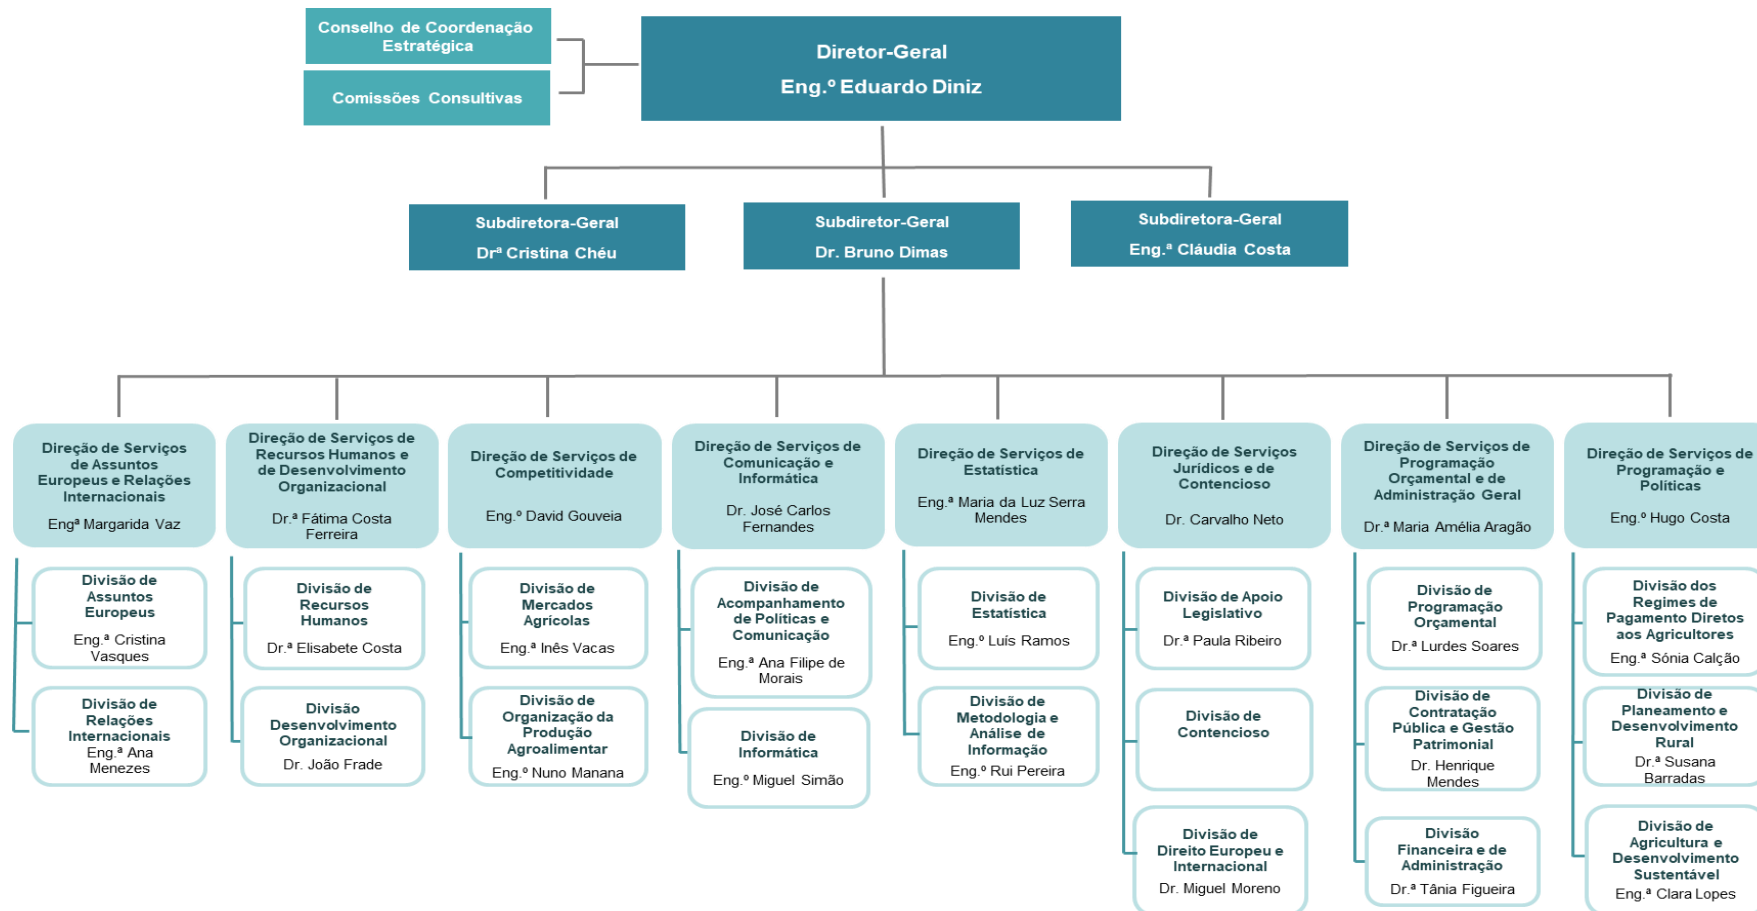 Conselho de Coordenação
Estratégica
Comissões Consultivas
Diretor-Geral
Eng.º Eduardo Diniz
Subdiretora-Geral
Drª Cristina Chéu
Subdiretor-Geral
Dr. Bruno Dimas
Subdiretora-Geral
Eng.ª Cláudia Costa
Direção de Serviços
de Assuntos
Europeus e Relações
Internacionais
Engª Margarida Vaz
Divisão de
Assuntos
Europeus
Eng.ª Cristina
Vasques
Divisão de
Relações
Internacionais
Eng.ª Ana
Menezes
Direção de Serviços de
Recursos Humanos e
de Desenvolvimento
Organizacional
Dr.ª Fátima Costa
Ferreira
Divisão de
Recursos
Humanos
Dr.ª Elisabete Costa
Divisão
Desenvolvimento
Organizacional
Dr. João Frade
Direção de Serviços de
Competitividade
Eng.º David Gouveia
Divisão de
Mercados
Agrícolas
Eng.ª Inês Vacas
Divisão de
Organização da
Produção
Agroalimentar
Eng.º Nuno Manana
Direção de Serviços de
Comunicação e
Informática
Dr. José Carlos
Fernandes
Divisão de
Acompanhamento
de Políticas e
Comunicação
Eng.ª Ana Filipe de
Morais
Divisão de
Informática
Eng.º Miguel Simão
Direção de Serviços de
Estatística
Eng.ª Maria da Luz Serra
Mendes
Divisão de
Estatística
Eng.º Luís Ramos
Divisão de
Metodologia e
Análise de
Informação
Eng.º Rui Pereira
Direção de Serviços
Jurídicos e de
Contencioso
Dr. Carvalho Neto
Divisão de Apoio
Legislativo
Dr.ª Paula Ribeiro
Divisão de
Contencioso
Divisão de
Direito Europeu e
Internacional
Dr. Miguel Moreno
Direção de Serviços de
Programação
Orçamental e de
Administração Geral
Dr.ª Maria Amélia Aragão
Divisão de
Programação
Orçamental
Dr.ª Lurdes Soares
Divisão de
Contratação
Pública e Gestão
Patrimonial
Dr. Henrique
Mendes
Divisão
Financeira e de
Administração
Dr.ª Tânia Figueira
Direção de Serviços de
Programação e
Políticas
Eng.º Hugo Costa
Divisão dos
Regimes de
Pagamento Diretos
aos Agricultores
Eng.ª Sónia Calção
Divisão de
Planeamento e
Desenvolvimento
Rural
Dr.ª Susana
Barradas
Divisão de
Agricultura e
Desenvolvimento
Sustentável
Eng.ª Clara Lopes